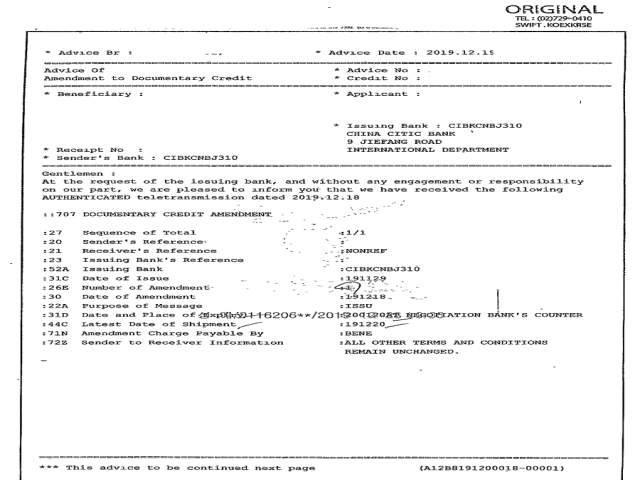 ORIGINAL
TEL : (02)729-0410
SWIFT . KOEXKRSE
* Advice Br :
* Advice Date : 2019.12.15
Advice Of
Amendment to Documentary Credit
* Advice No :
* Credit No :
* Beneficiary :
* Applicant :
* Issuing Bank : CIBKCNBJ310
CHINA CITIC BANK
9 JIEFANG ROAD
INTERNATIONAL DEPARTMENT
* Receipt No :
* Sender's Bank : CIBKCNBJ310
Gentlemen :
At the request of the issuing bank, and without any engagement or responsibility
on our part, we are pleased to inform you that we have received the following
AUTHENTICATED teletransmission dated 2019.12.18
::707 DOCUMENTARY CREDIT AMENDMENT
:27 Sequence of Total :1/1
:20 Sender's Reference :
:21 Receiver's Reference :NONREF
:23 Issuing Bank's Reference :
:52A Issuing Bank :CIBKCNBJ310
:31C Date of Issue :191129
:26E Number of Amendment :1
:30 Date of Amendment :191218
:22A Purpose of Message :ISSU
:31D Date and Place of NEGOTIATION BANK'S COUNTER
:44C Latest Date of Shipment :191220
:71N Amendment Charge Payable By :BENE
:72Z Sender to Receiver Information :ALL OTHER TERMS AND CONDITIONS
REMAIN UNCHANGED.
*** This advice to be continued next page (A12B8191200018-00001)